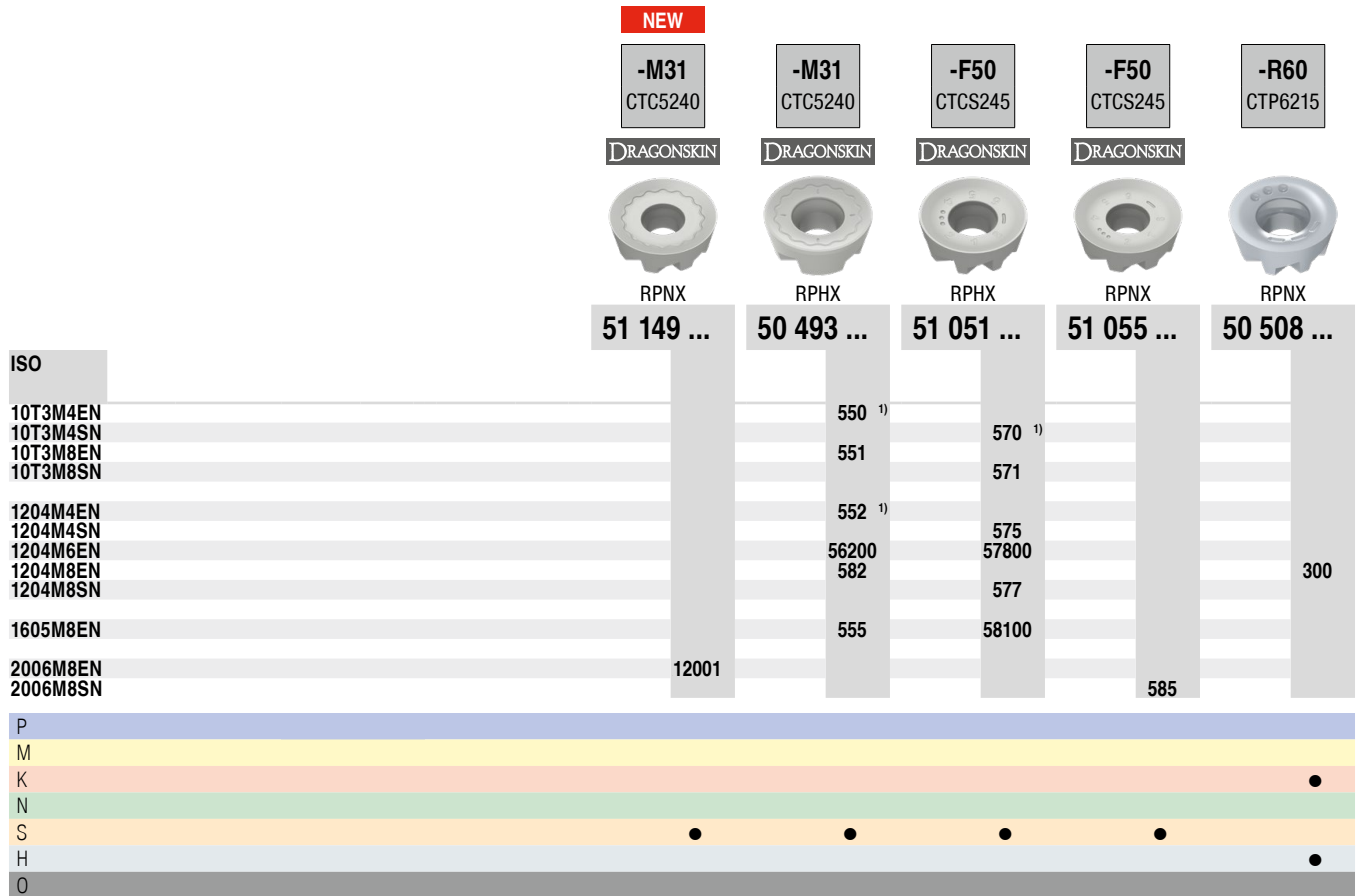 NEW
-M31 -M31 -F50 -F50 -R60
CTC5240 CTC5240 CTCS245 CTCS245 CTP6215
DRAGONSKIN DRAGONSKIN DRAGONSKIN DRAGONSKIN
RPNX RPHX RPHX RPNX RPNX
51 149 ... 50 493 ... 51 051 ... 51 055 ... 50 508 ...
ISO
10T3M4EN 550 1)
10T3M4SN 570 1)
10T3M8EN 551
10T3M8SN 571
1204M4EN 552 1)
1204M4SN 575
1204M6EN 56200 57800
1204M8EN 582 300
1204M8SN 577
1605M8EN 555 58100
2006M8EN 12001
2006M8SN 585
P
M
K ●
N
S ● ● ● ●
H ●
O